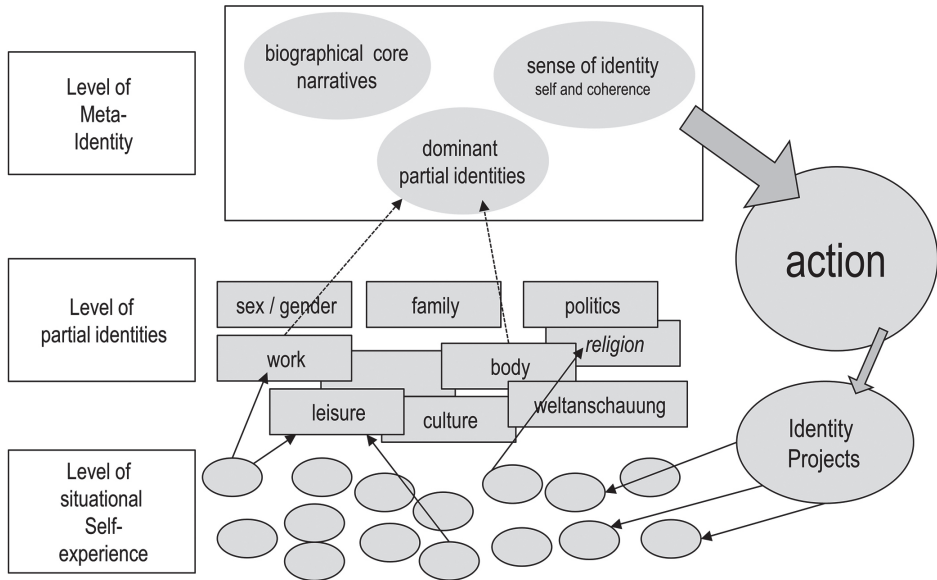 Level of
Meta-
Identity
biographical core
narratives
sense of identity
self and coherence
dominant
partial identities
action
Level of
partial identities
sex / gender
family
politics
work
body
religion
leisure
culture
weltanschauung
Identity
Projects
Level of
situational
Self-
experience